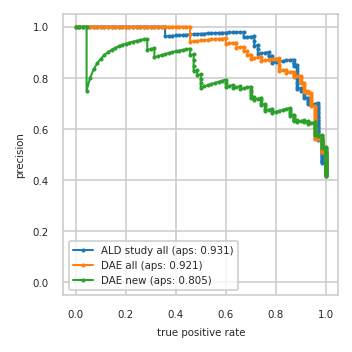 1.0
0.8
0.6
0.4
0.2
0.0
precision
ALD study all (aps: 0.931)
DAE all (aps: 0.921)
DAE new (aps: 0.805)
0.0 0.2 0.4 0.6 0.8 1.0
true positive rate